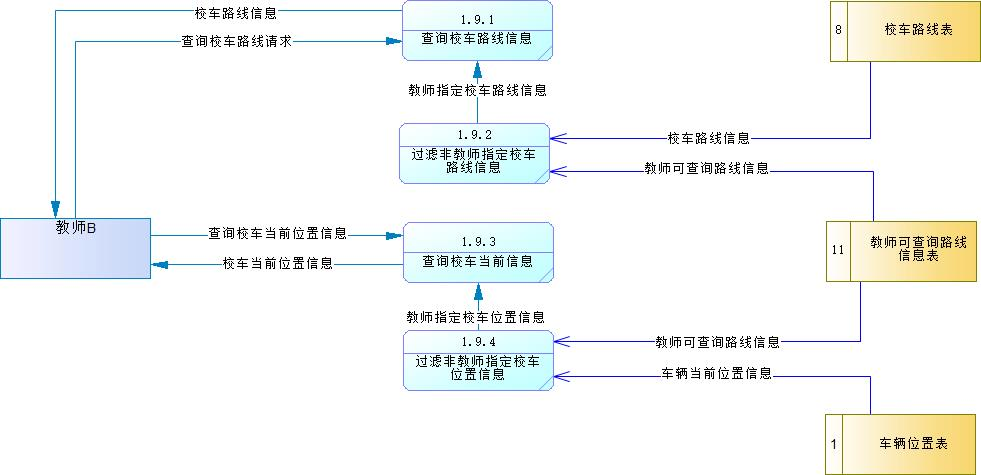 校车路线信息
查询校车路线请求
1.9.1
查询校车路线信息
8
校车路线表
教师指定校车路线信息
1.9.2
过滤非教师指定校车
路线信息
校车路线信息
教师可查询路线信息
教师B
查询校车当前位置信息
校车当前位置信息
1.9.3
查询校车当前信息
11
教师可查询路线
信息表
教师指定校车位置信息
1.9.4
过滤非教师指定校车
位置信息
教师可查询路线信息
车辆当前位置信息
1
车辆位置表